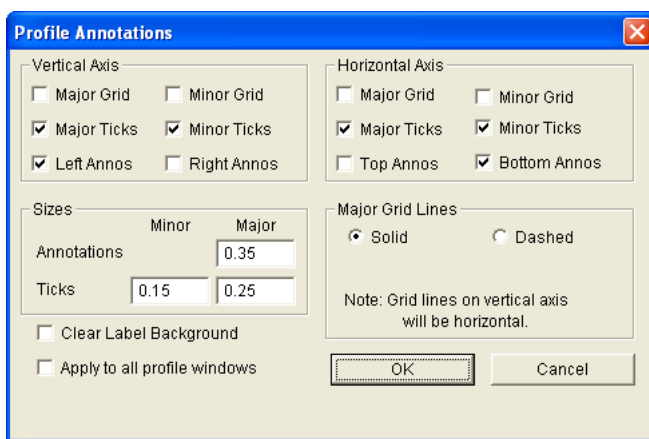 Profile Annotations
Vertical Axis
Major Grid Minor Grid
Major Ticks Minor Ticks
Left Annos Right Annos
Horizontal Axis
Major Grid Minor Grid
Major Ticks Minor Ticks
Top Annos Bottom Annos
Sizes
Minor Major
Annotations 0.35
Ticks 0.15 0.25
Major Grid Lines
Solid Dashed
Note: Grid lines on vertical axis
will be horizontal.
Clear Label Background
Apply to all profile windows
OK Cancel